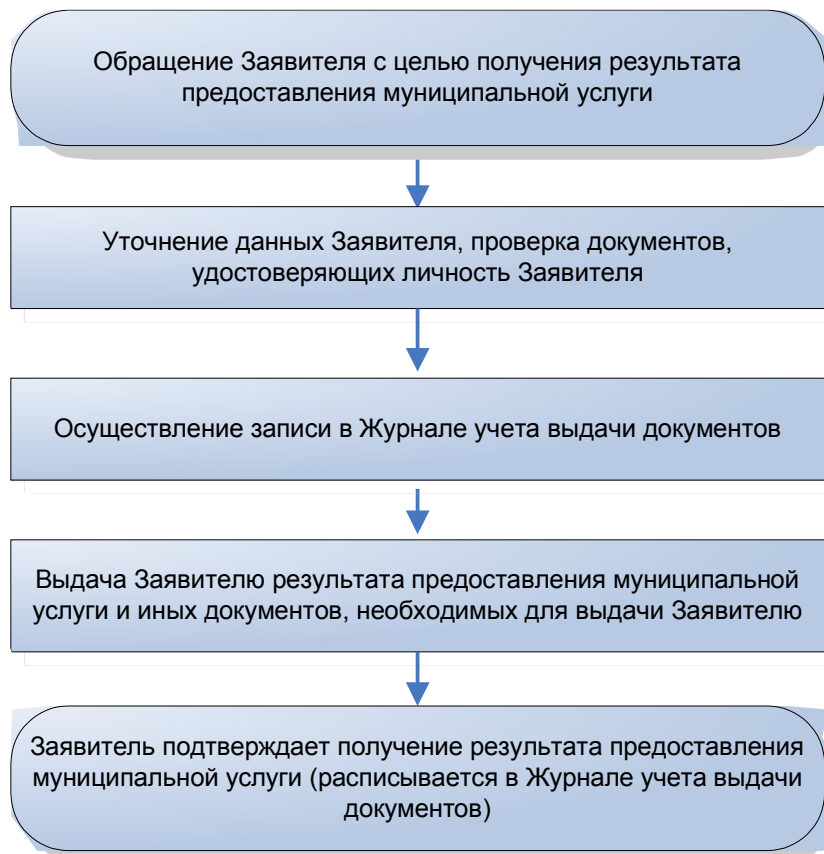 Обращение Заявителя с целью получения результата
предоставления муниципальной услуги
Уточнение данных Заявителя, проверка документов,
удостоверяющих личность Заявителя
Осуществление записи в Журнале учета выдачи документов
Выдача Заявителю результата предоставления муниципальной
услуги и иных документов, необходимых для выдачи Заявителю
Заявитель подтверждает получение результата предоставления
муниципальной услуги (расписывается в Журнале учета выдачи
документов)